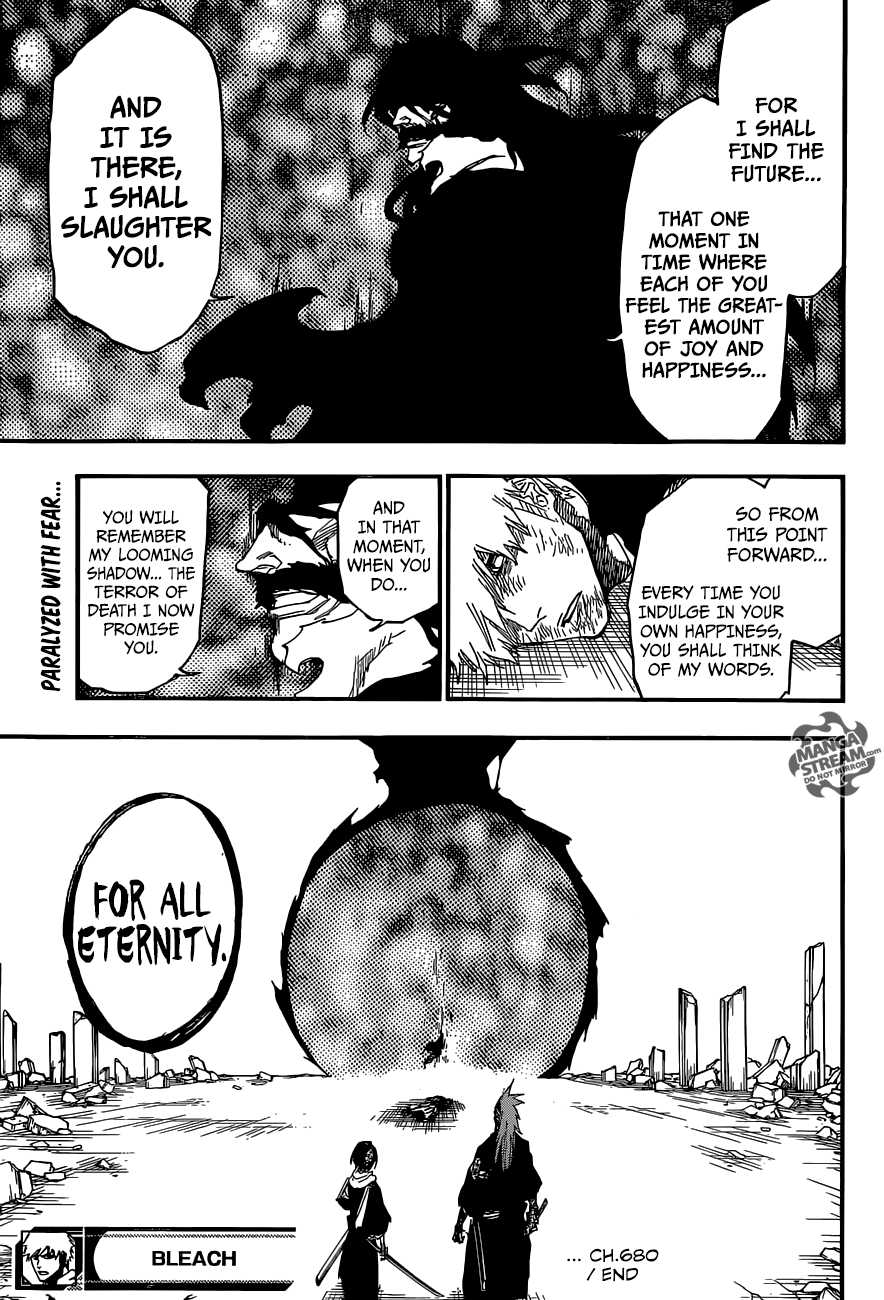 FOR
I SHALL
FIND THE
FUTURE...
THAT ONE
MOMENT IN
TIME WHERE
EACH OF YOU
FEEL THE GREAT-
EST AMOUNT
OF JOY AND
HAPPINESS...
AND
IT IS
THERE,
I SHALL
SLAUGHTER
YOU.
SO FROM
THIS POINT
FORWARD...
EVERY TIME YOU
INDULGE IN YOUR
OWN HAPPINESS,
YOU SHALL THINK
OF MY WORDS.
AND
IN THAT
MOMENT,
WHEN YOU
DO...
YOU WILL
REMEMBER
MY LOOMING
SHADOW... THE
TERROR OF
DEATH I NOW
PROMISE
YOU.
PARALYZED WITH FEAR...
MANGA
STREAM.com
DO NOT MIRROR
FOR ALL
ETERNITY.
BLEACH
... CH.680
/ END